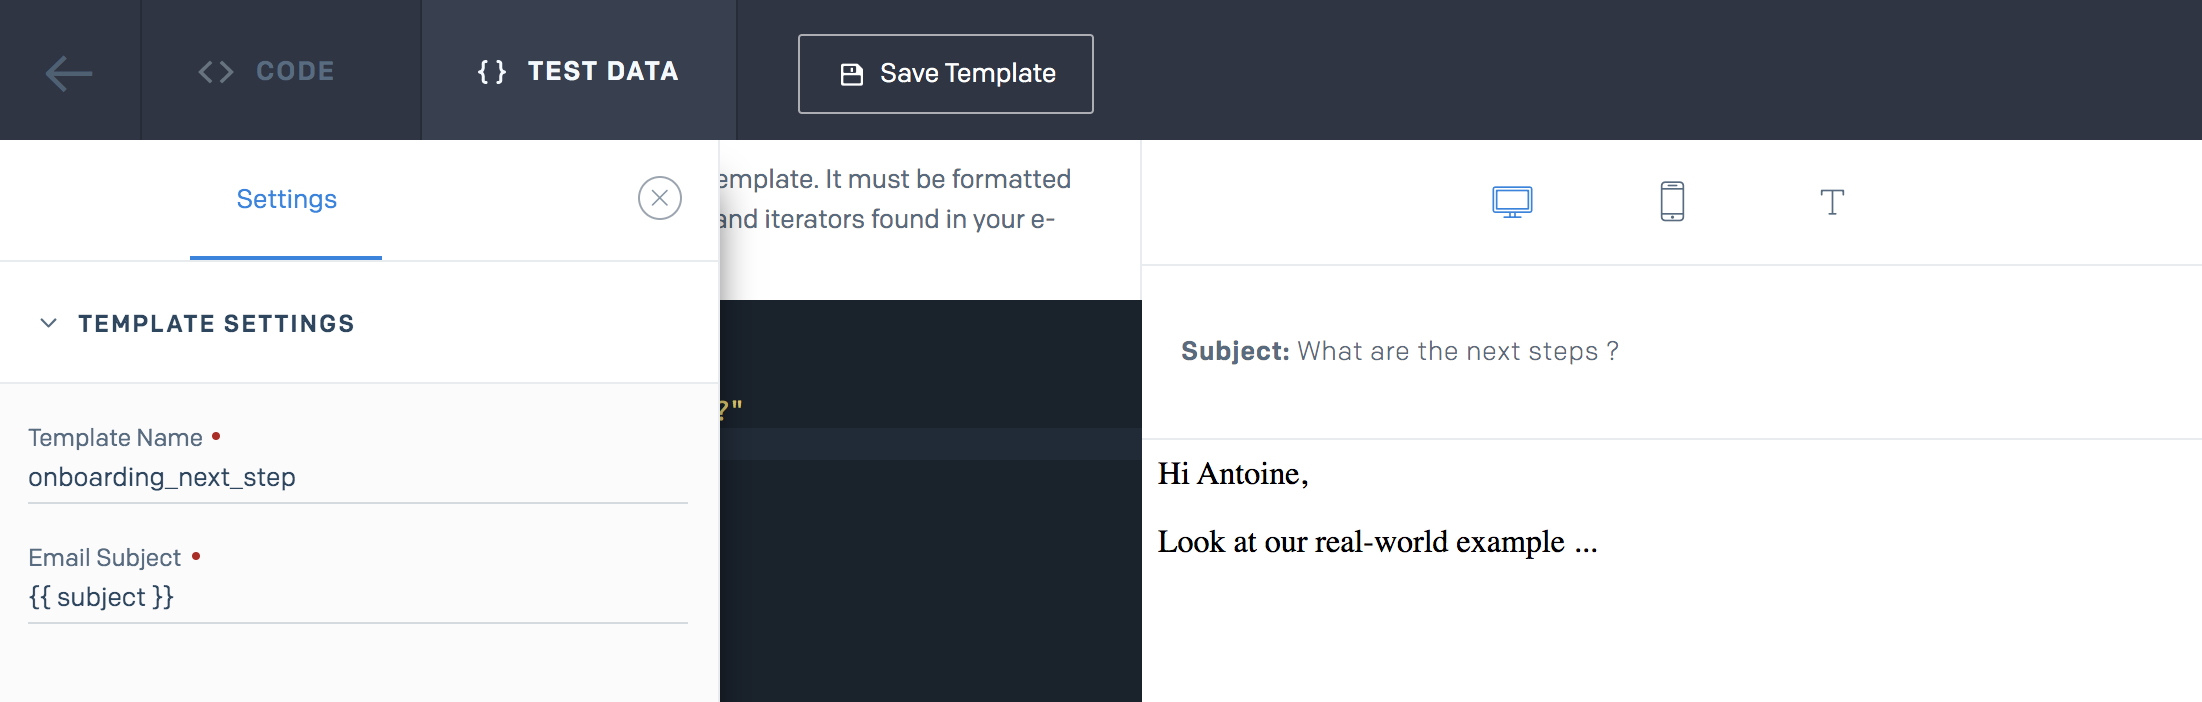 <> CODE
{ } TEST DATA
Save Template
Settings
TEMPLATE SETTINGS
Template Name
onboarding_next_step
Email Subject
{{ subject }}
emplate. It must be formatted
and iterators found in your e-
?"
T
Subject: What are the next steps ?
Hi Antoine,
Look at our real-world example ...